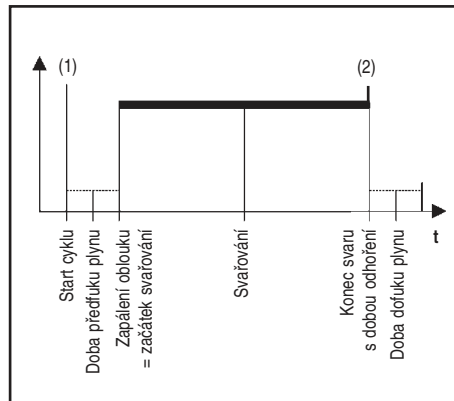 (1)
(2)
t
Start cyklu
Doba předfuku plynu
Zapálení oblouku
= začátek svařování
Svařování
Konec svaru
s dobou odhoření
Doba dofuku plynu